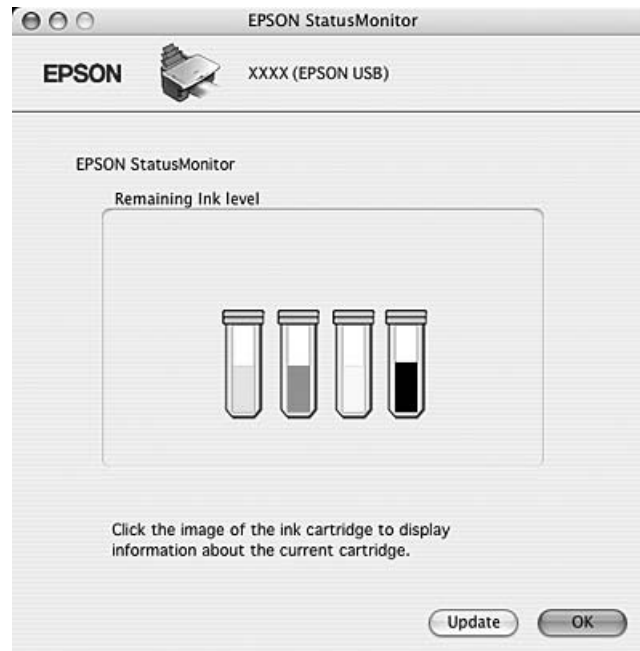 EPSON StatusMonitor
EPSON
XXXX (EPSON USB)
EPSON StatusMonitor
Remaining Ink level
Click the image of the ink cartridge to display
information about the current cartridge.
Update
OK